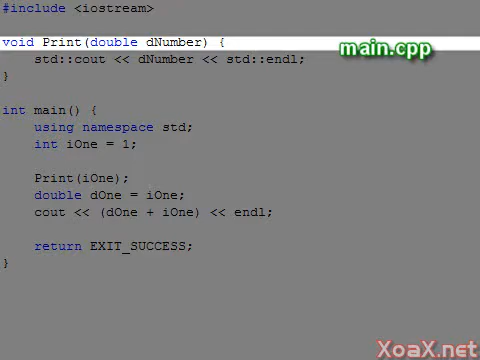 #include <iostream>
void Print(double dNumber) {
main.cpp
    std::cout << dNumber << std::endl;
}
int main() {
    using namespace std;
    int iOne = 1;
    Print(iOne);
    double dOne = iOne;
    cout << (dOne + iOne) << endl;
    return EXIT_SUCCESS;
}
XoaX.net